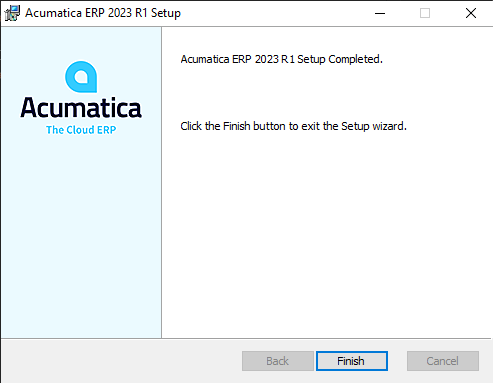 Acumatica ERP 2023 R1 Setup
Acumatica
The Cloud ERP
Acumatica ERP 2023 R1 Setup Completed.
Click the Finish button to exit the Setup wizard.
Back
Finish
Cancel